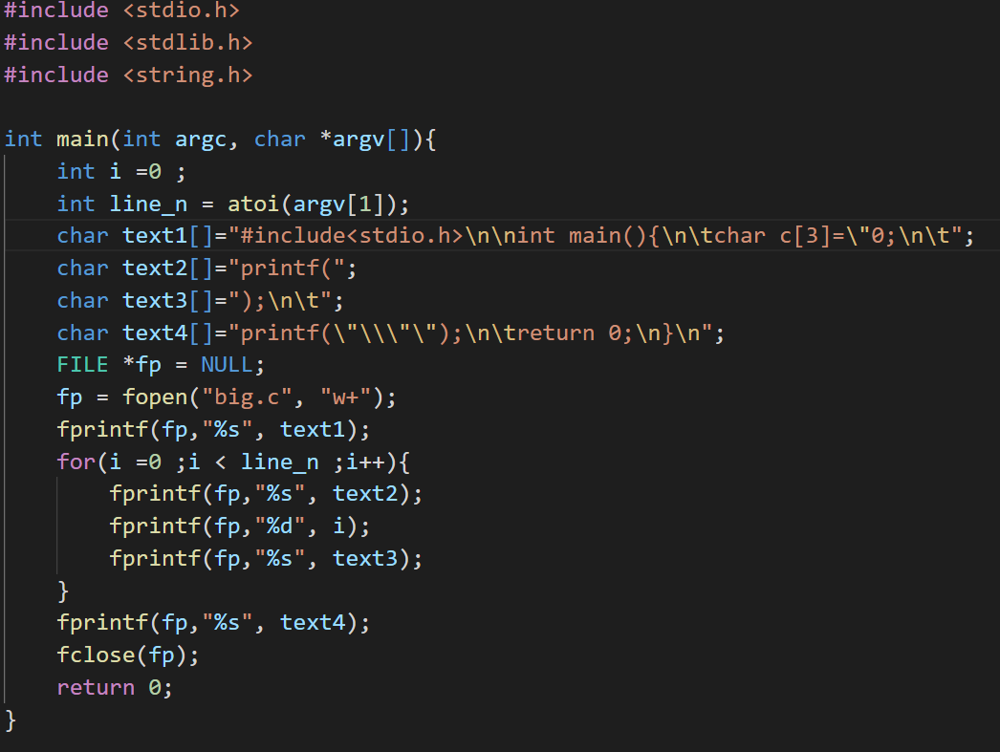 #include <stdio.h>
#include <stdlib.h>
#include <string.h>

int main(int argc, char *argv[]){
    int i =0 ;
    int line_n = atoi(argv[1]);
    char text1[]="#include<stdio.h>\n\nint main(){\n\tchar c[3]=\"0;\n\t";
    char text2[]="printf(";
    char text3[]=");\n\t";
    char text4[]="printf(\"\\\"\");\n\treturn 0;\n}\n";
    FILE *fp = NULL;
    fp = fopen("big.c", "w+");
    fprintf(fp,"%s", text1);
    for(i =0 ;i < line_n ;i++){
        fprintf(fp,"%s", text2);
        fprintf(fp,"%d", i);
        fprintf(fp,"%s", text3);
    }
    fprintf(fp,"%s", text4);
    fclose(fp);
    return 0;
}